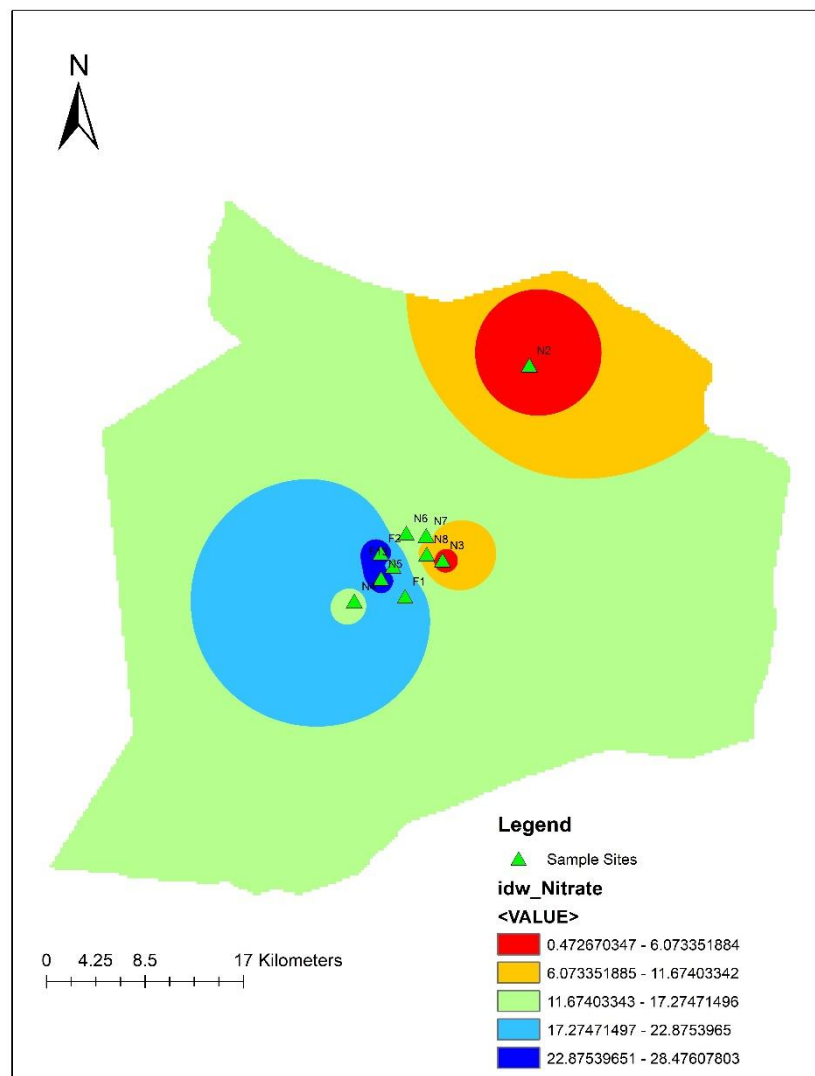 N
N2
N6
N7
F2
N8
N3
N5
F1
Legend
Sample Sites
idw_Nitrate
<VALUE>
0.472670347 - 6.073351884
6.073351885 - 11.67403342
11.67403343 - 17.27471496
17.27471497 - 22.8753965
22.87539651 - 28.47607803
0 4.25 8.5 17 Kilometers